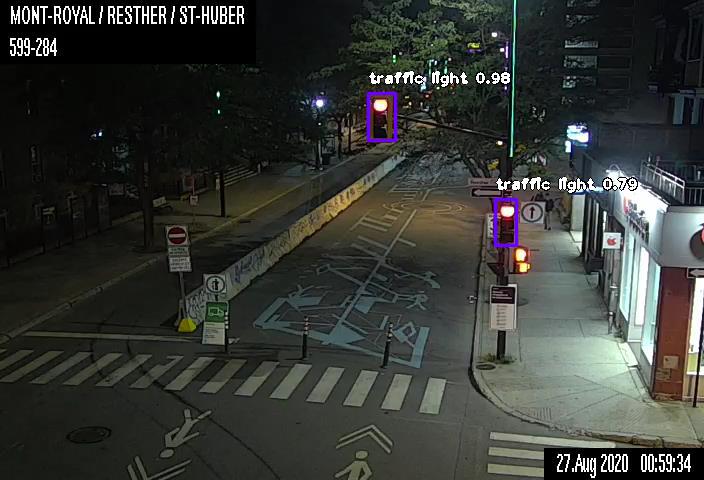 MONT-ROYAL / RESTHER / ST-HUBER
599-284
traffic light 0.98
traffic light 0.79
27.Aug 2020 00:59:34